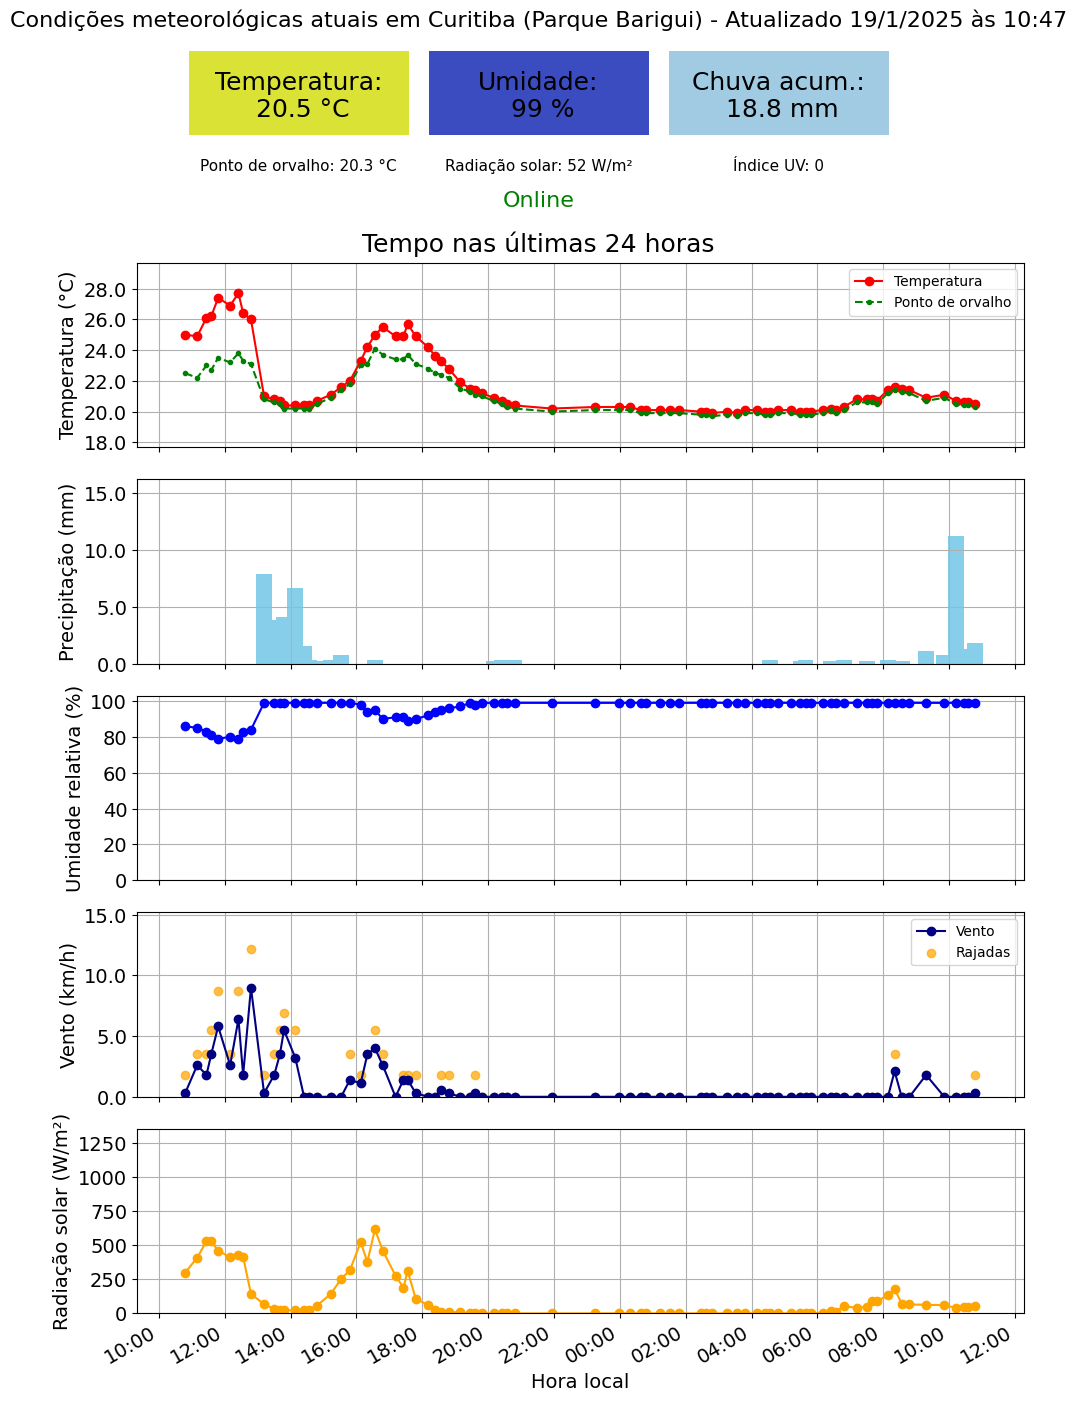 Condições meteorológicas atuais em Curitiba (Parque Barigui) - Atualizado 19/1/2025 às 10:47
Temperatura:
20.5 °C
Umidade:
99 %
Chuva acum.:
18.8 mm
Ponto de orvalho: 20.3 °C
Radiação solar: 52 W/m²
Índice UV: 0
Online
Tempo nas últimas 24 horas
Temperatura (°C)
28.0
26.0
24.0
22.0
20.0
18.0
Temperatura
Ponto de orvalho
Precipitação (mm)
15.0
10.0
5.0
0.0
Umidade relativa (%)
100
80
60
40
20
0
Vento (km/h)
15.0
10.0
5.0
0.0
Vento
Rajadas
Radiação solar (W/m²)
1250
1000
750
500
250
0
10:00
12:00
14:00
16:00
18:00
20:00
22:00
00:00
02:00
04:00
06:00
08:00
10:00
12:00
Hora local